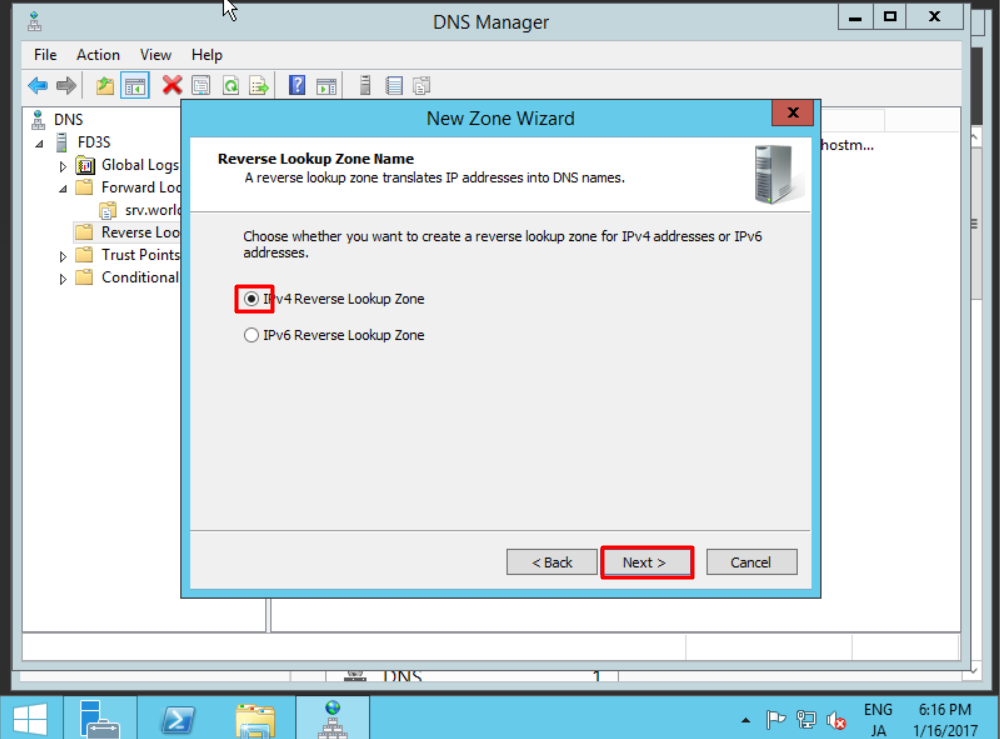 DNS Manager
File Action View Help
DNS
FD3S
Global Logs
Forward Loo
srv.world
Reverse Loo
Trust Points
Conditional
hostm...
New Zone Wizard
Reverse Lookup Zone Name
A reverse lookup zone translates IP addresses into DNS names.
Choose whether you want to create a reverse lookup zone for IPv4 addresses or IPv6
addresses.
IPv4 Reverse Lookup Zone
IPv6 Reverse Lookup Zone
< Back Next > Cancel
DNS 1
ENG 6:16 PM
JA 1/16/2017